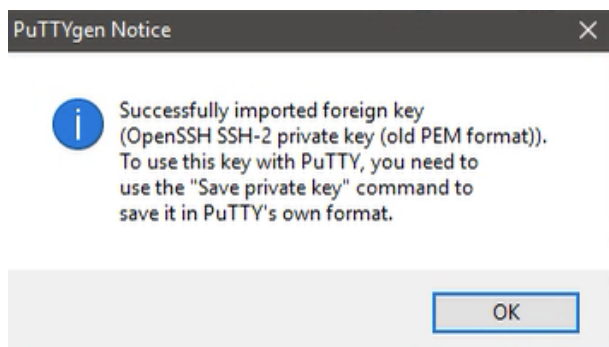 PuTTYgen Notice
Successfully imported foreign key
(OpenSSH SSH-2 private key (old PEM format)).
To use this key with PuTTY, you need to
use the "Save private key" command to
save it in PuTTY's own format.
OK